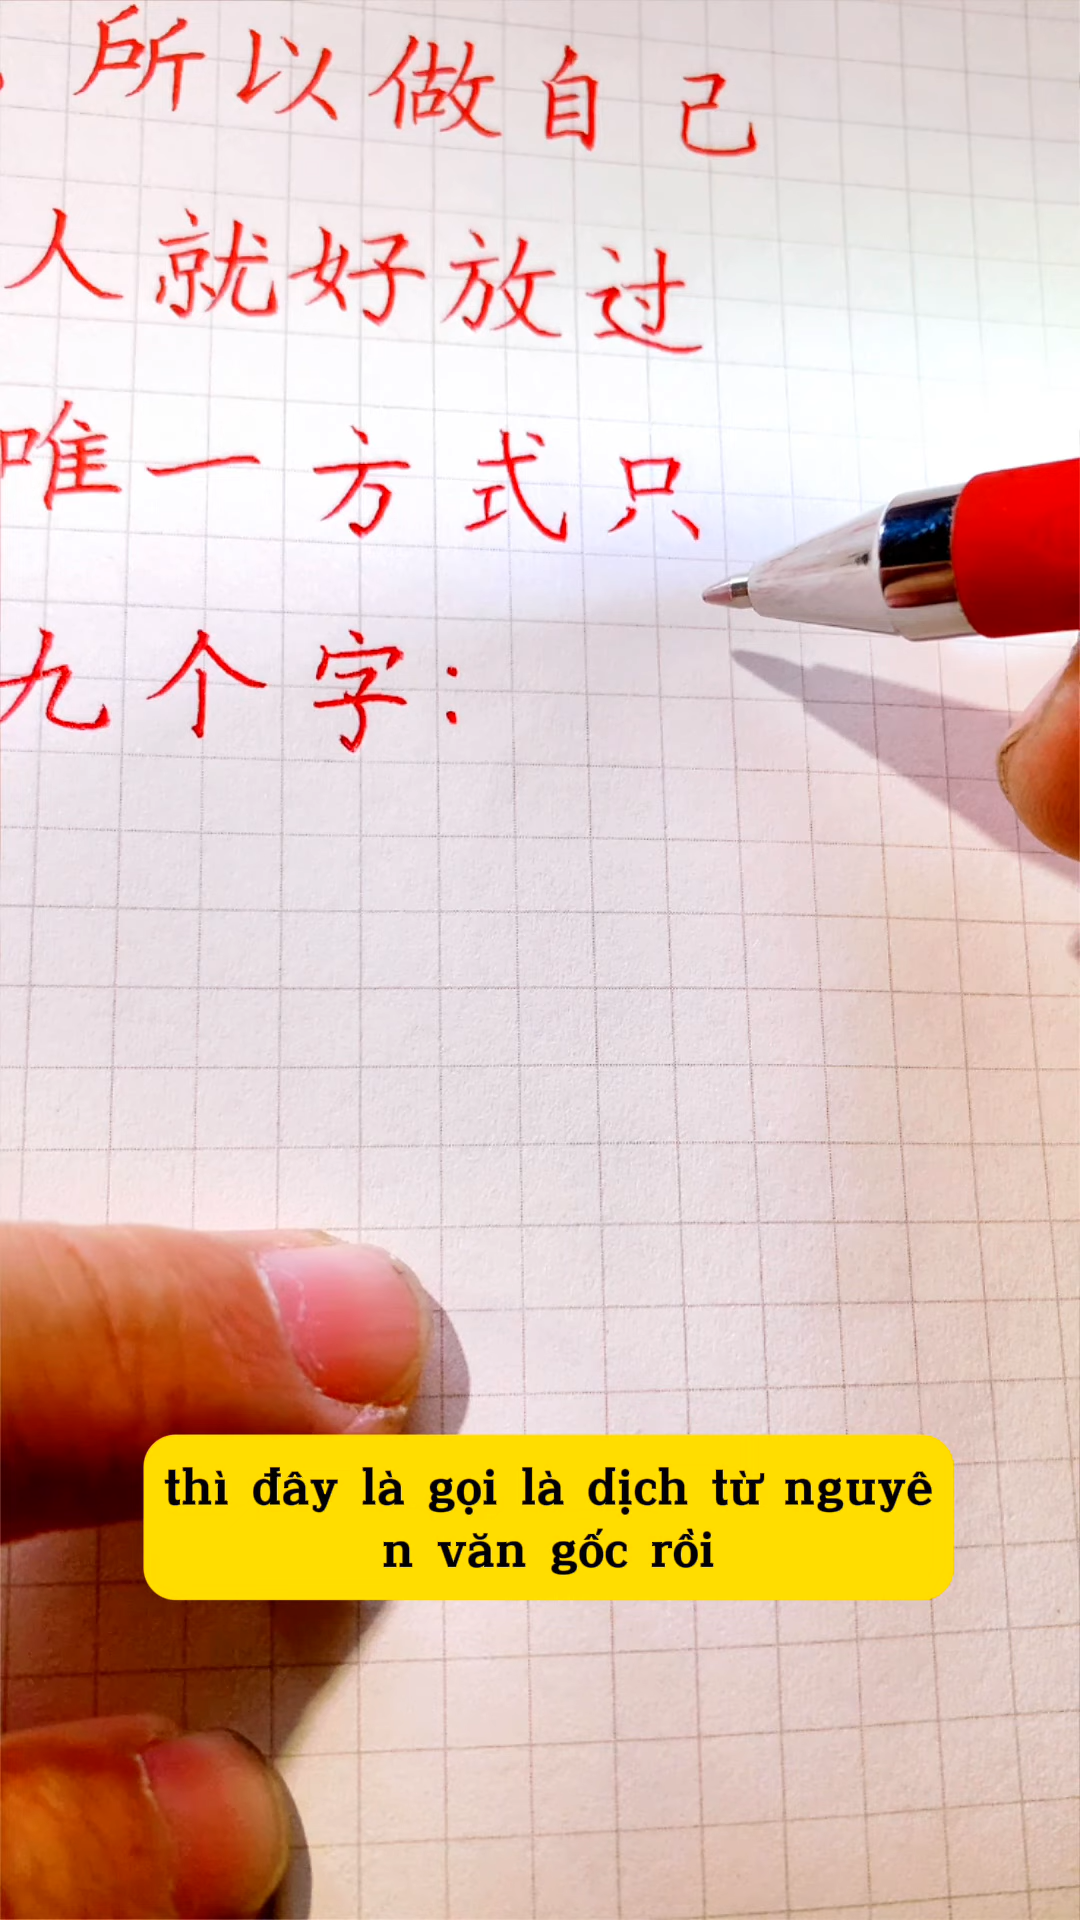 所以做自己
人就好放过
唯一方式只
九个字：
thì đây là gọi là dịch từ nguyê
n văn gốc rồi